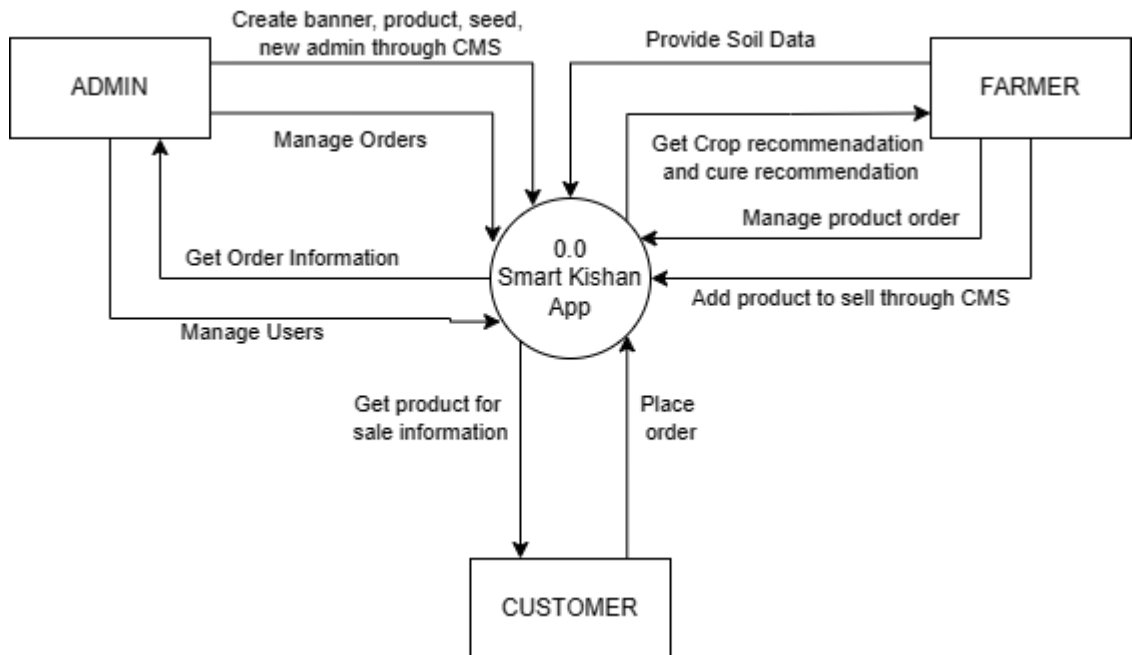 Create banner, product, seed,
new admin through CMS
Provide Soil Data
ADMIN
FARMER
Manage Orders
Get Crop recommenadation
and cure recommendation
Manage product order
0.0
Smart Kishan
App
Get Order Information
Add product to sell through CMS
Manage Users
Get product for
sale information
Place
order
CUSTOMER